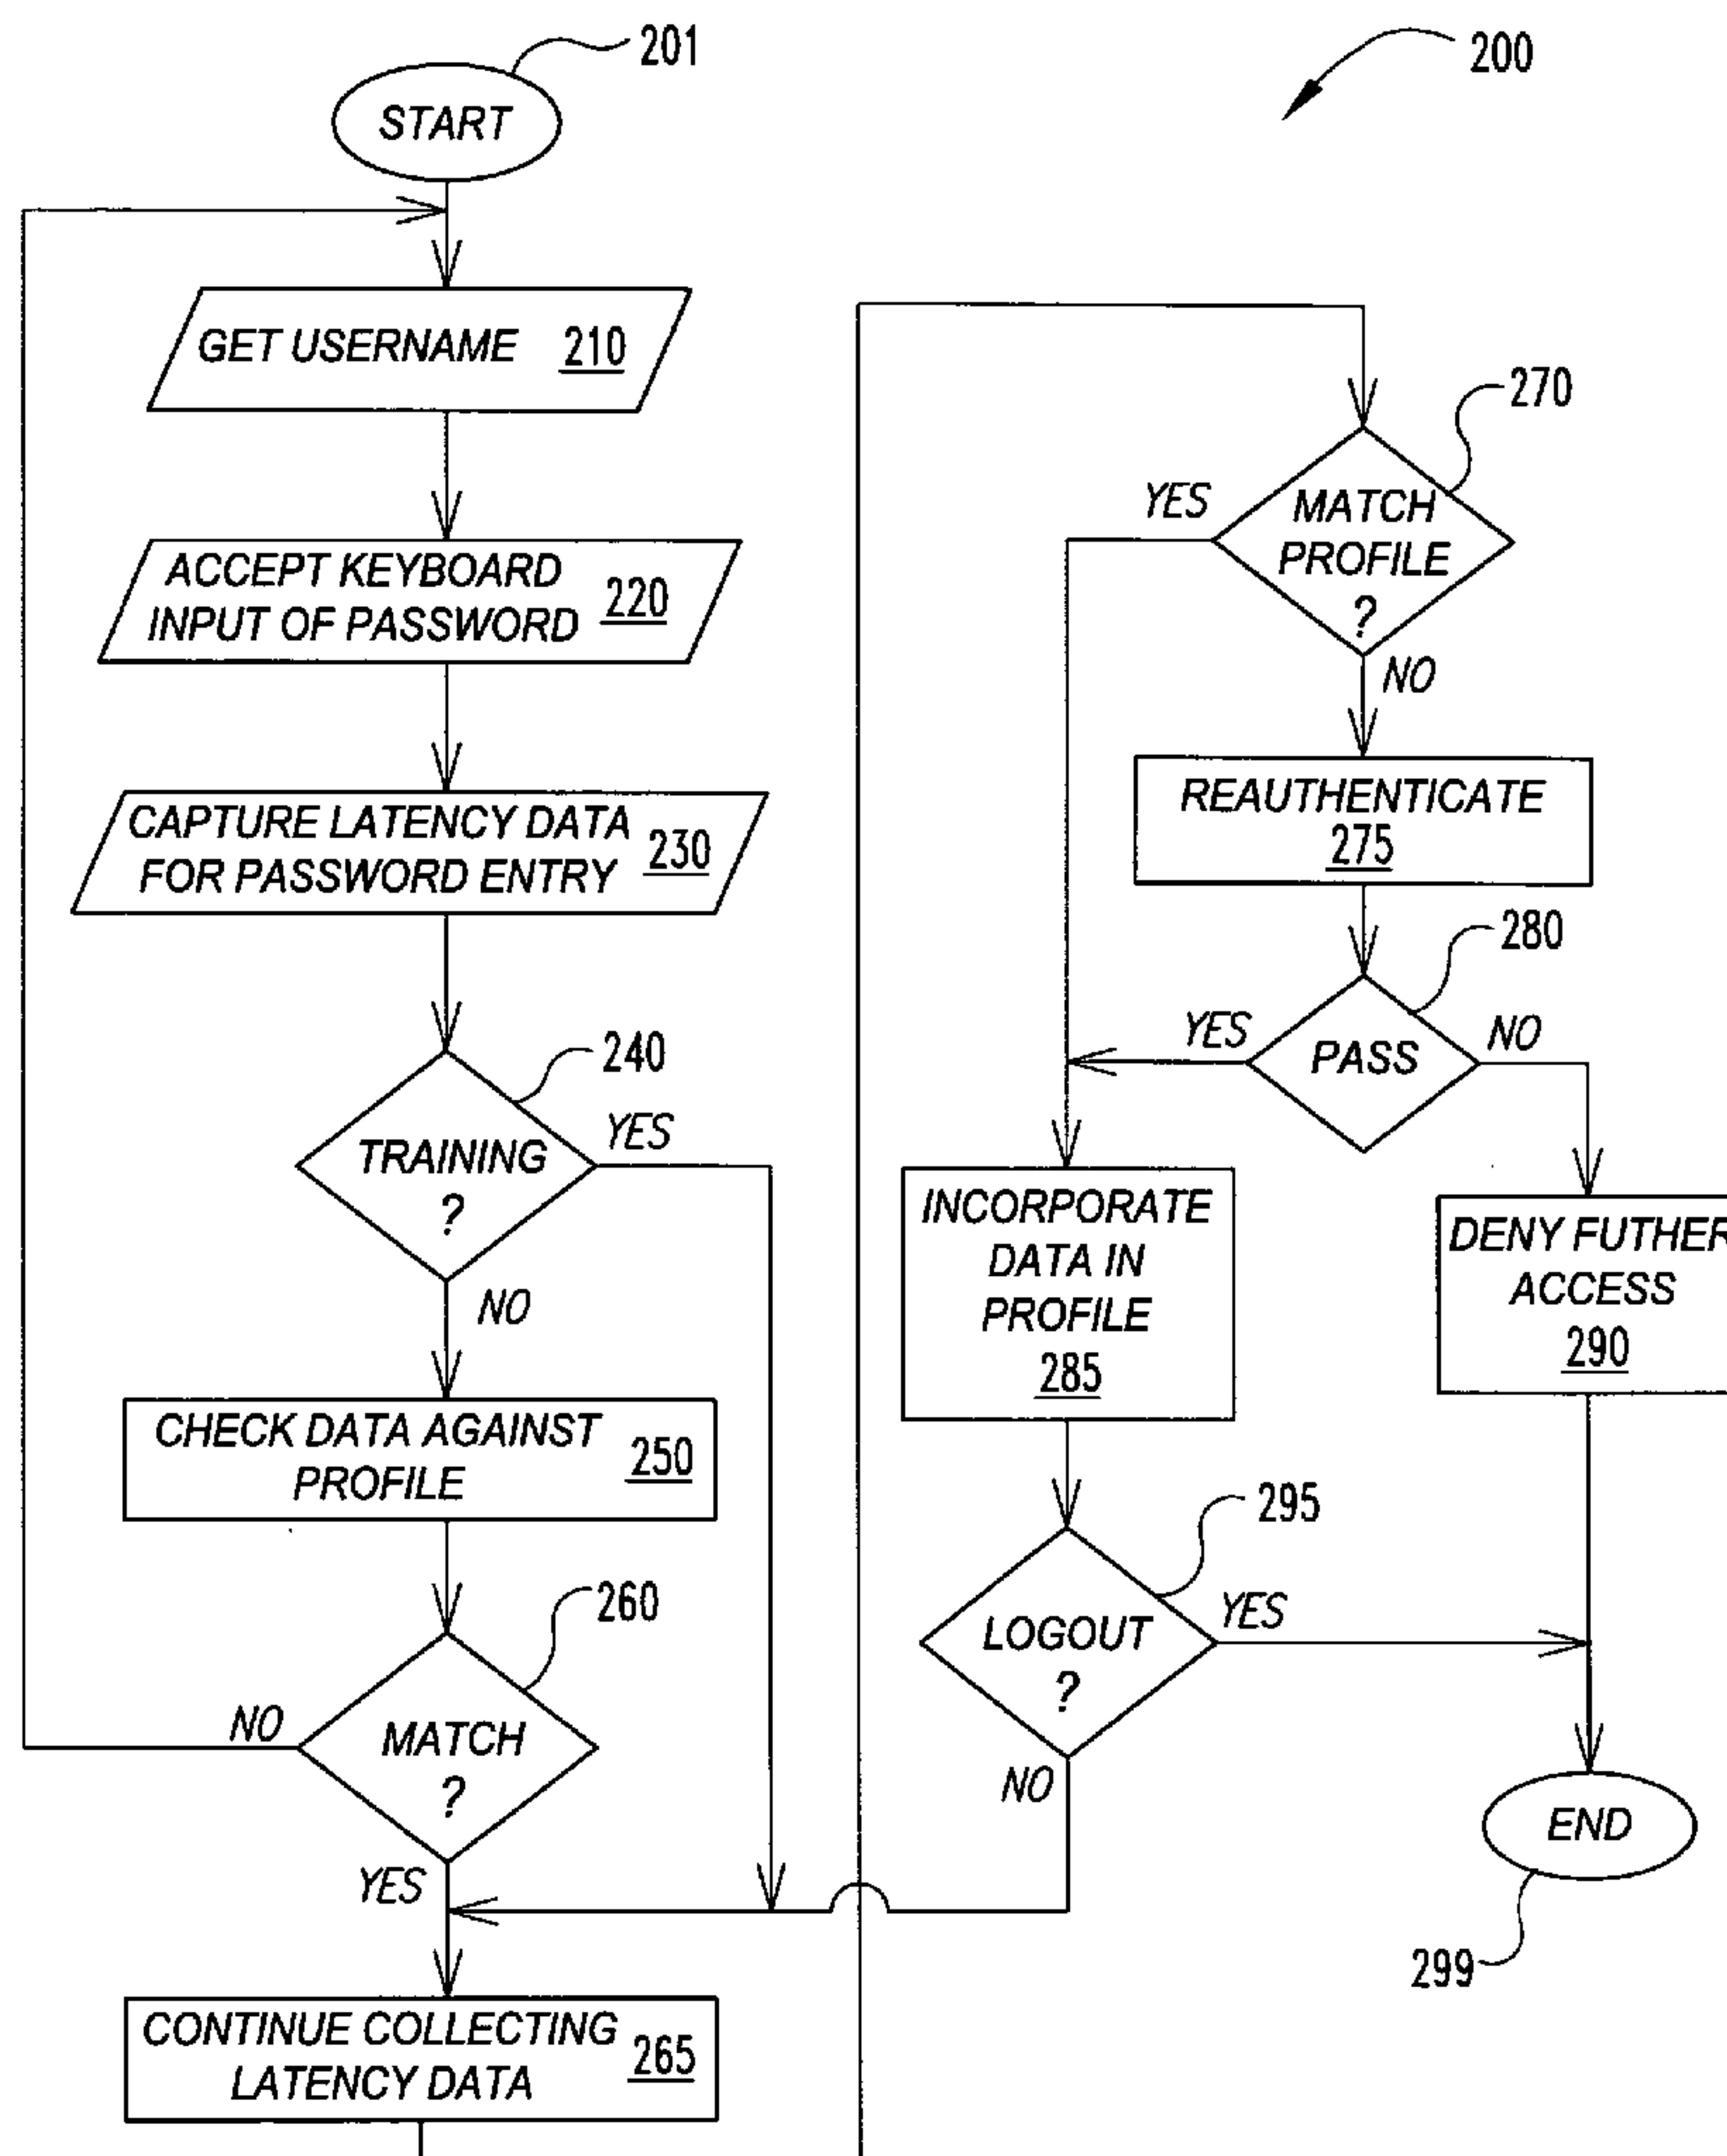 201
200
START
GET USERNAME 210
ACCEPT KEYBOARD
INPUT OF PASSWORD 220
CAPTURE LATENCY DATA
FOR PASSWORD ENTRY 230
240
TRAINING
?
YES
NO
CHECK DATA AGAINST
PROFILE 250
260
MATCH
?
NO
YES
CONTINUE COLLECTING
LATENCY DATA 265
270
YES
MATCH
PROFILE
?
NO
REAUTHENTICATE
275
280
YES
PASS
NO
INCORPORATE
DATA IN
PROFILE
285
DENY FUTHER
ACCESS
290
295
LOGOUT
?
YES
NO
END
299